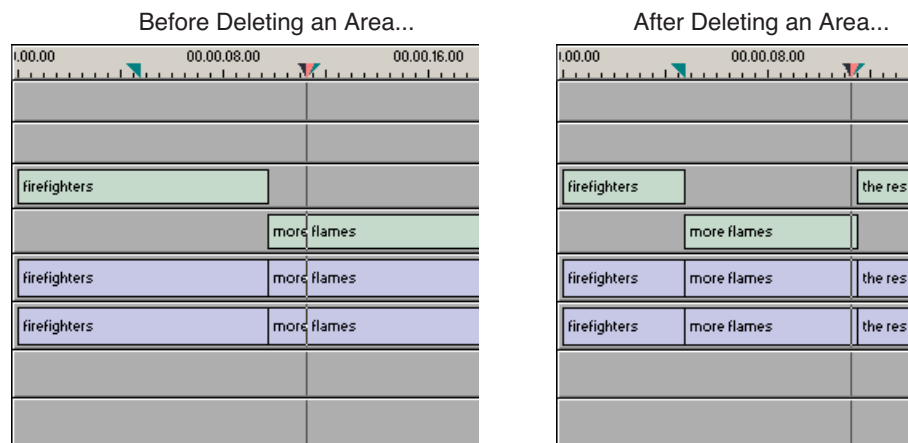 Before Deleting an Area...
00.00.08.00 00.00.16.00
firefighters
more flames
firefighters more flames
firefighters more flames
After Deleting an Area...
00.00.08.00
firefighters the res
more flames
firefighters more flames the res
firefighters more flames the res